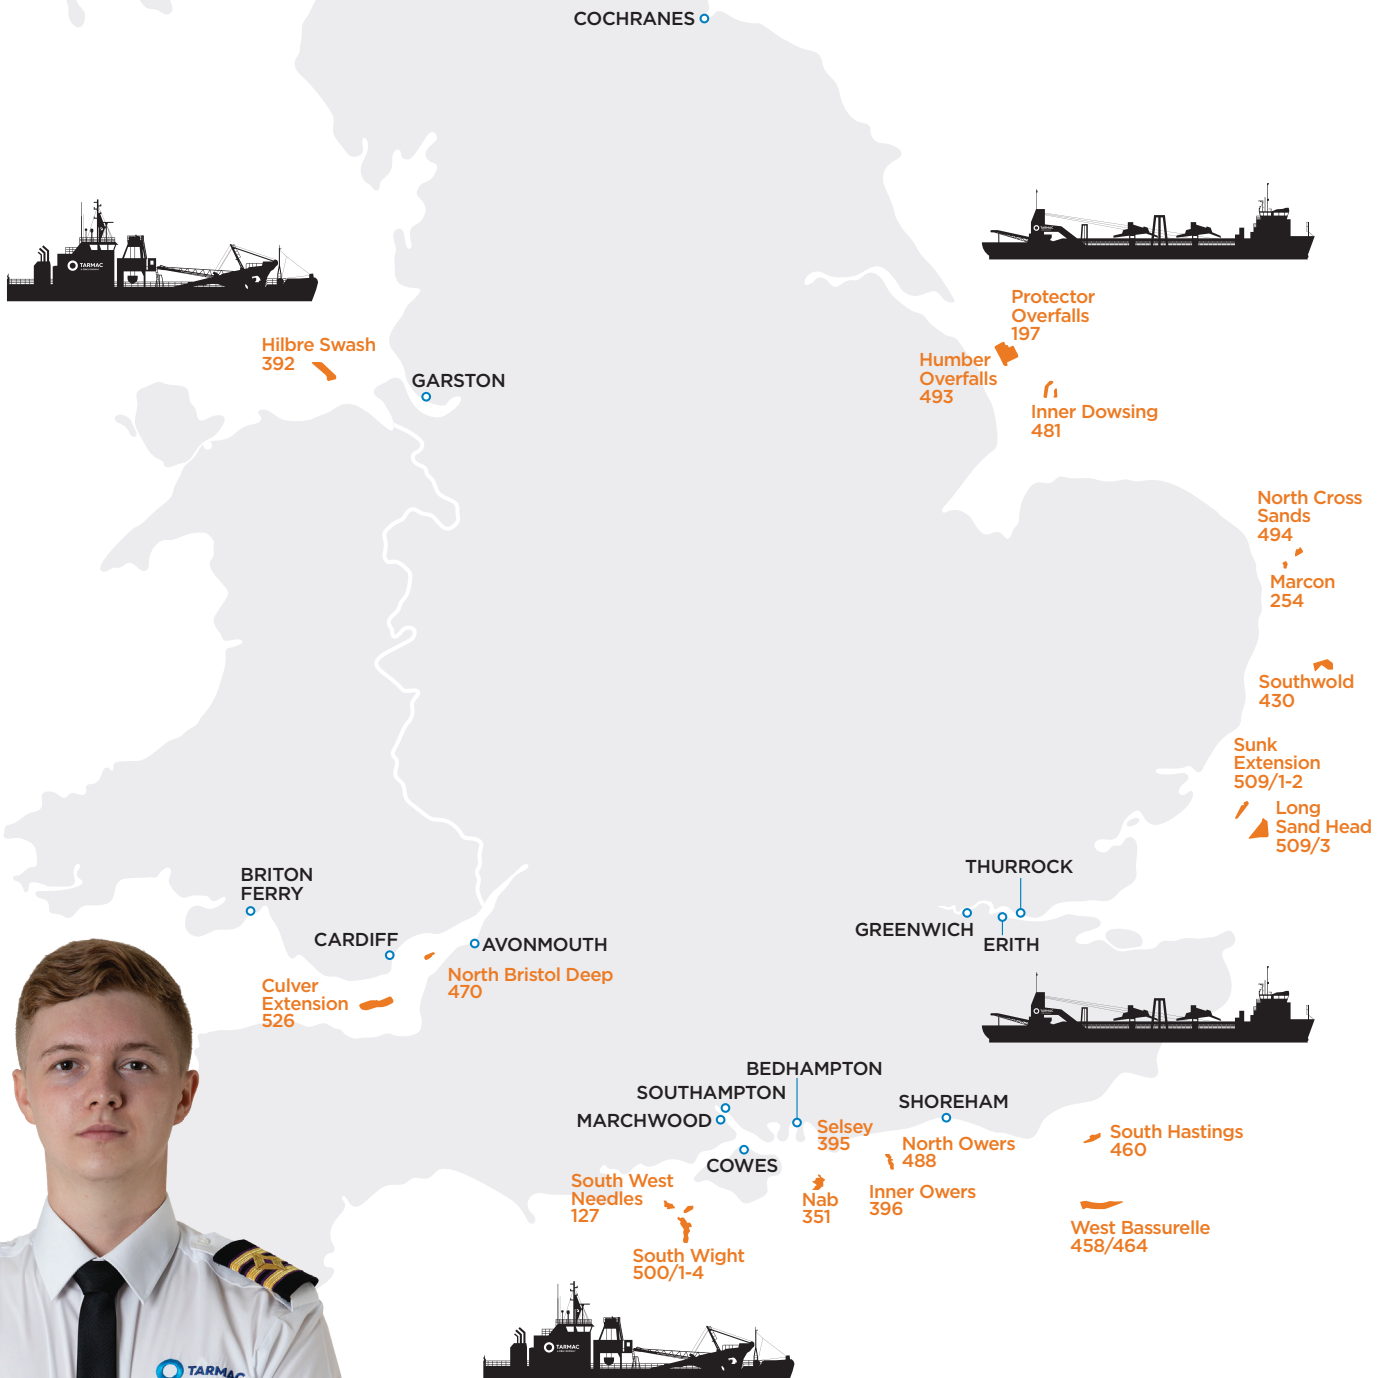 COCHRANES
TARMAC
TARMAC
Protector
Overfalls
197
Hilbre Swash
392
Humber
Overfalls
493
GARSTON
Inner Dowsing
481
North Cross
Sands
494
Marcon
254
Southwold
430
Sunk
Extension
509/1-2
Long
Sand Head
509/3
BRITON
FERRY
THURROCK
GREENWICH
ERITH
CARDIFF
AVONMOUTH
North Bristol Deep
470
Culver
Extension
526
TARMAC
BEDHAMPTON
SOUTHAMPTON
MARCHWOOD
SHOREHAM
Selsey
395
North Owers
488
South Hastings
460
COWES
South West
Needles
127
Nab
351
Inner Owers
396
West Bassurelle
458/464
South Wight
500/1-4
TARMAC
TARMAC